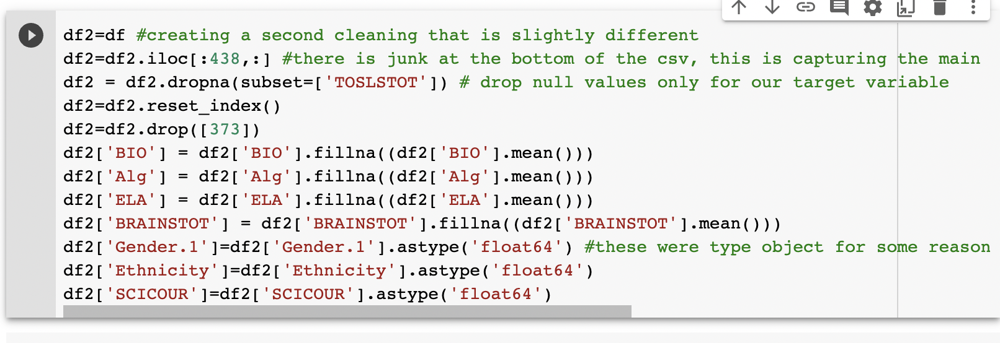 df2=df #creating a second cleaning that is slightly different
df2=df2.iloc[:438,:] #there is junk at the bottom of the csv, this is capturing the main
df2 = df2.dropna(subset=['TOSLSTOT']) # drop null values only for our target variable
df2=df2.reset_index()
df2=df2.drop([373])
df2['BIO'] = df2['BIO'].fillna((df2['BIO'].mean()))
df2['Alg'] = df2['Alg'].fillna((df2['Alg'].mean()))
df2['ELA'] = df2['ELA'].fillna((df2['ELA'].mean()))
df2['BRAINSTOT'] = df2['BRAINSTOT'].fillna((df2['BRAINSTOT'].mean()))
df2['Gender.1']=df2['Gender.1'].astype('float64') #these were type object for some reason
df2['Ethnicity']=df2['Ethnicity'].astype('float64')
df2['SCICOUR']=df2['SCICOUR'].astype('float64')